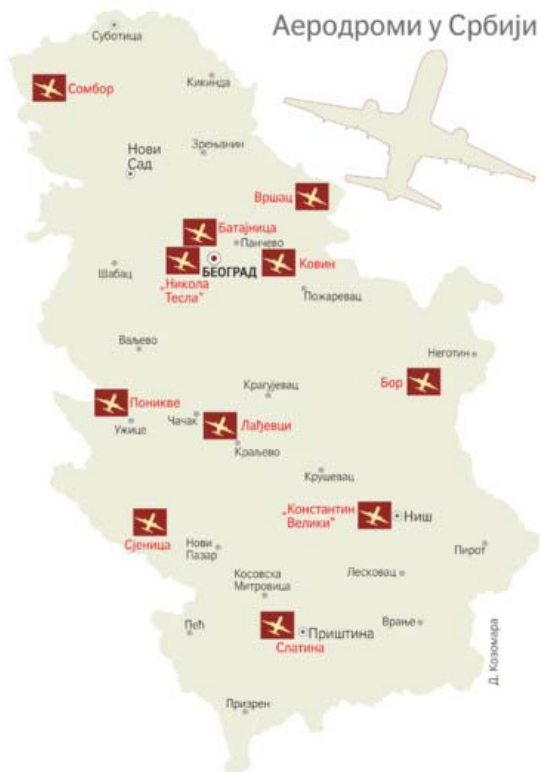 Аеродроми у Србији
Суботица
Сомбор
Кикинда
Зрењанин
Нови
Сад
Вршац
Батајница
Панчево
БЕОГРАД
„Никола
Тесла"
Ковин
Шабац
Пожаревац
Ваљево
Неготин
Бор
Крагујевац
Поникве
Ужице
Чачак
Лађевци
Краљево
Крушевац
„Константин
Велики"
Ниш
Сјеница
Нови
Пазар
Пирот
Косовска
Митровица
Лесковац
Пећ
Слатина
Приштина
Врање
Призрен
Д. Козомара